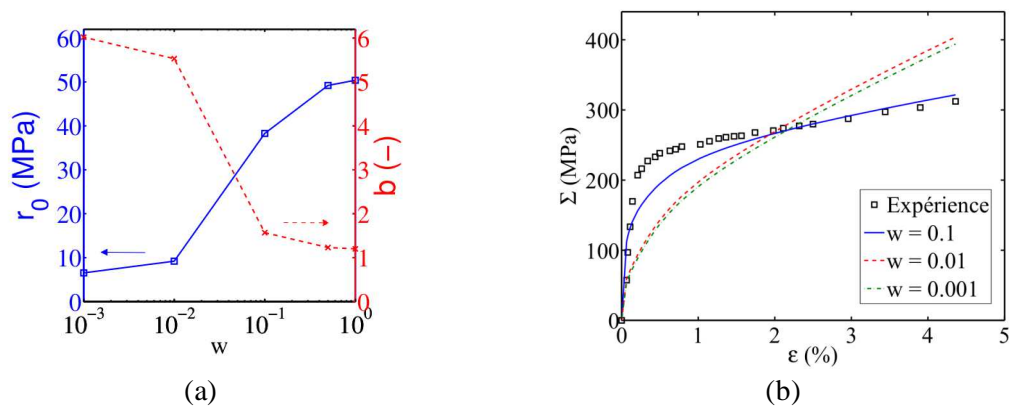 60
50
40
30
20
10
0
r0 (MPa)
10-3
10-2
10-1
100
w
6
5
4
3
2
1
0
b (−)
(a)
400
300
200
100
0
Σ (MPa)
0
1
2
3
4
5
ε (%)
Expérience
w = 0.1
w = 0.01
w = 0.001
(b)